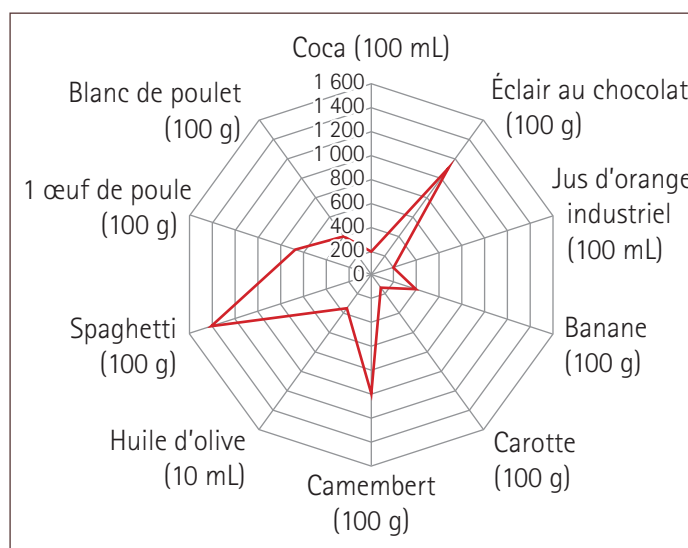 Coca (100 mL)
1 600
1 400
1 200
1 000
800
600
400
200
0
Éclair au chocolat
(100 g)
Jus d’orange
industriel
(100 mL)
Banane
(100 g)
Carotte
(100 g)
Camembert
(100 g)
Huile d’olive
(10 mL)
Spaghetti
(100 g)
1 œuf de poule
(100 g)
Blanc de poulet
(100 g)